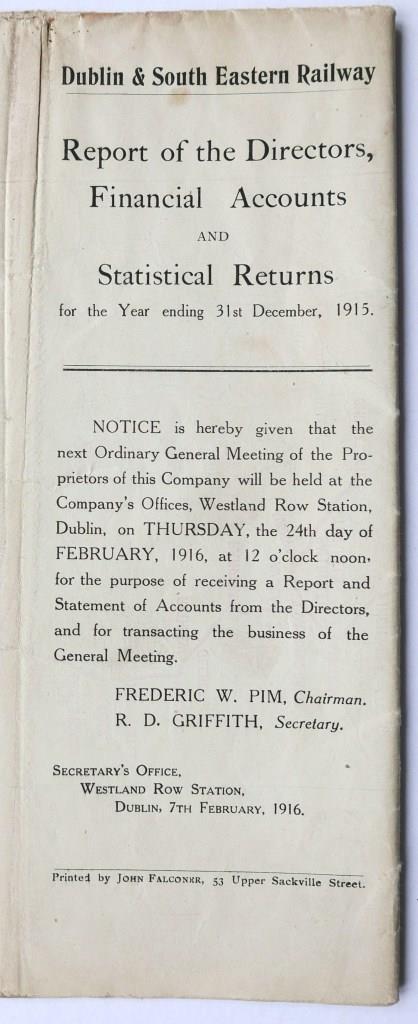 Dublin & South Eastern Railway
Report of the Directors,
Financial Accounts
AND
Statistical Returns
for the Year ending 31st December, 1915.
NOTICE is hereby given that the
next Ordinary General Meeting of the Pro-
prietors of this Company will be held at the
Company's Offices, Westland Row Station,
Dublin, on THURSDAY, the 24th day of
FEBRUARY, 1916, at 12 o'clock noon,
for the purpose of receiving a Report and
Statement of Accounts from the Directors,
and for transacting the business of the
General Meeting.
FREDERIC W. PIM, Chairman.
R. D. GRIFFITH, Secretary.
SECRETARY'S OFFICE,
WESTLAND ROW STATION,
DUBLIN, 7TH FEBRUARY, 1916.
Printed by JOHN FALCONER, 53 Upper Sackville Street.